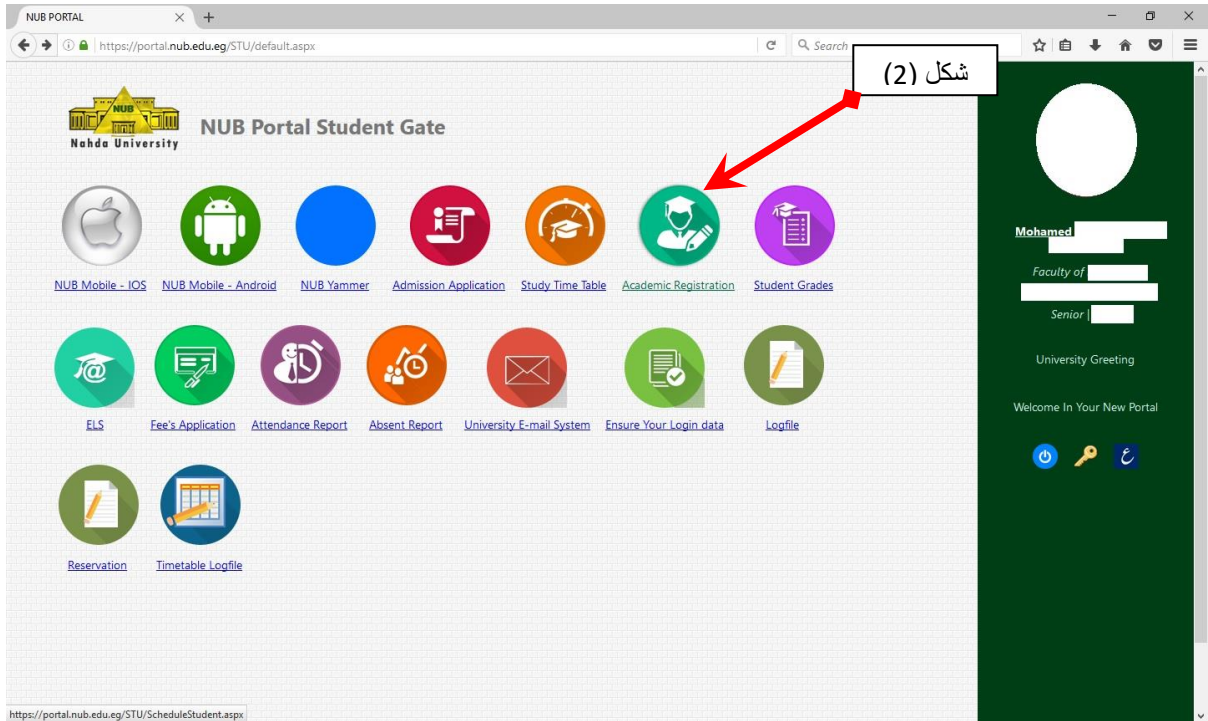 NUB PORTAL
https://portal.nub.edu.eg/STU/default.aspx
Search
شكل (2)
NUB
Nahda University
NUB Portal Student Gate
NUB Mobile - IOS
NUB Mobile - Android
NUB Yammer
Admission Application
Study Time Table
Academic Registration
Student Grades
ELS
Fee's Application
Attendance Report
Absent Report
University E-mail System
Ensure Your Login data
Logfile
Reservation
Timetable Logfile
Mohamed
Faculty of
Senior |
University Greeting
Welcome In Your New Portal
ع
https://portal.nub.edu.eg/STU/ScheduleStudent.aspx